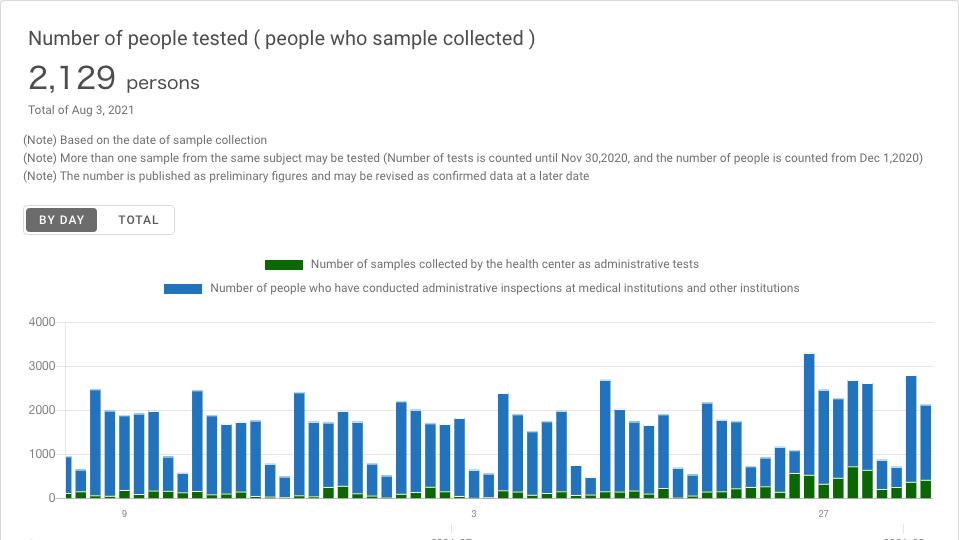 Number of people tested ( people who sample collected )
2,129 persons
Total of Aug 3, 2021
(Note) Based on the date of sample collection
(Note) More than one sample from the same subject may be tested (Number of tests is counted until Nov 30,2020, and the number of people is counted from Dec 1,2020)
(Note) The number is published as preliminary figures and may be revised as confirmed data at a later date
BY DAY TOTAL
Number of samples collected by the health center as administrative tests
Number of people who have conducted administrative inspections at medical institutions and other institutions
4000
3000
2000
1000
0
9 3 27